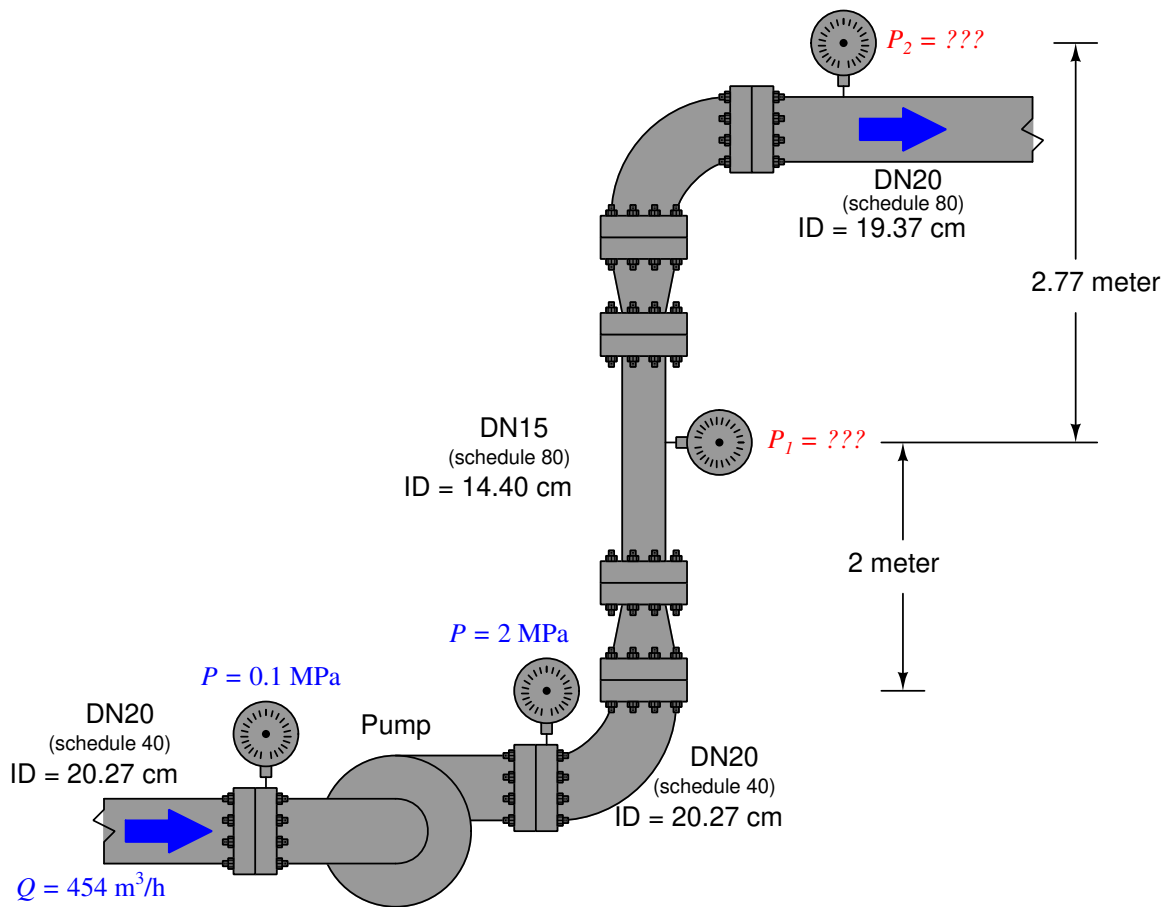 P₂ = ???
DN20
(schedule 80)
ID = 19.37 cm
2.77 meter
DN15
(schedule 80)
ID = 14.40 cm
P₁ = ???
2 meter
P = 2 MPa
P = 0.1 MPa
DN20
(schedule 40)
ID = 20.27 cm
Pump
DN20
(schedule 40)
ID = 20.27 cm
Q = 454 m³/h